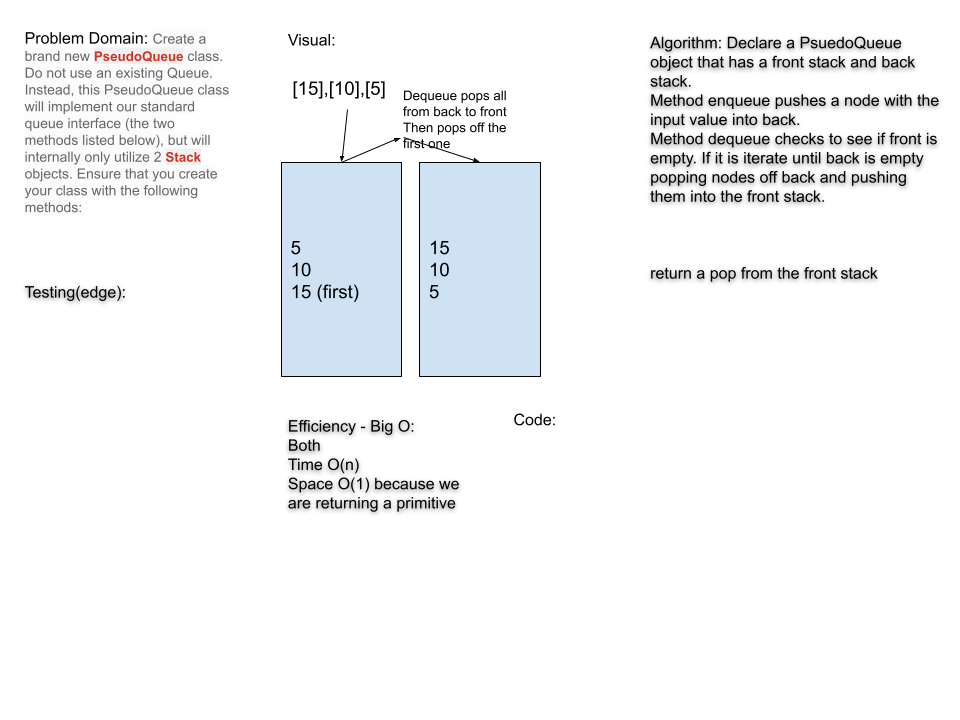 Problem Domain: Create a
brand new PseudoQueue class.
Do not use an existing Queue.
Instead, this PseudoQueue class
will implement our standard
queue interface (the two
methods listed below), but will
internally only utilize 2 Stack
objects. Ensure that you create
your class with the following
methods:
Testing(edge):
Visual:
[15],[10],[5]
Dequeue pops all
from back to front
Then pops off the
first one
5
10
15 (first)
15
10
5
Efficiency - Big O:
Both
Time O(n)
Space O(1) because we
are returning a primitive
Code:
Algorithm: Declare a PsuedoQueue
object that has a front stack and back
stack.
Method enqueue pushes a node with the
input value into back.
Method dequeue checks to see if front is
empty. If it is iterate until back is empty
popping nodes off back and pushing
them into the front stack.
return a pop from the front stack